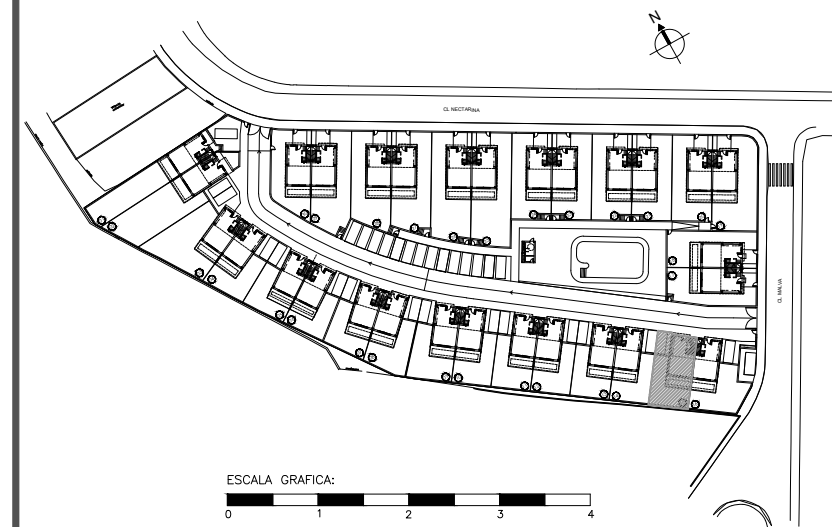 N
CL NECTARINA
CL MALVA
ESCALA GRAFICA:
0 1 2 3 4